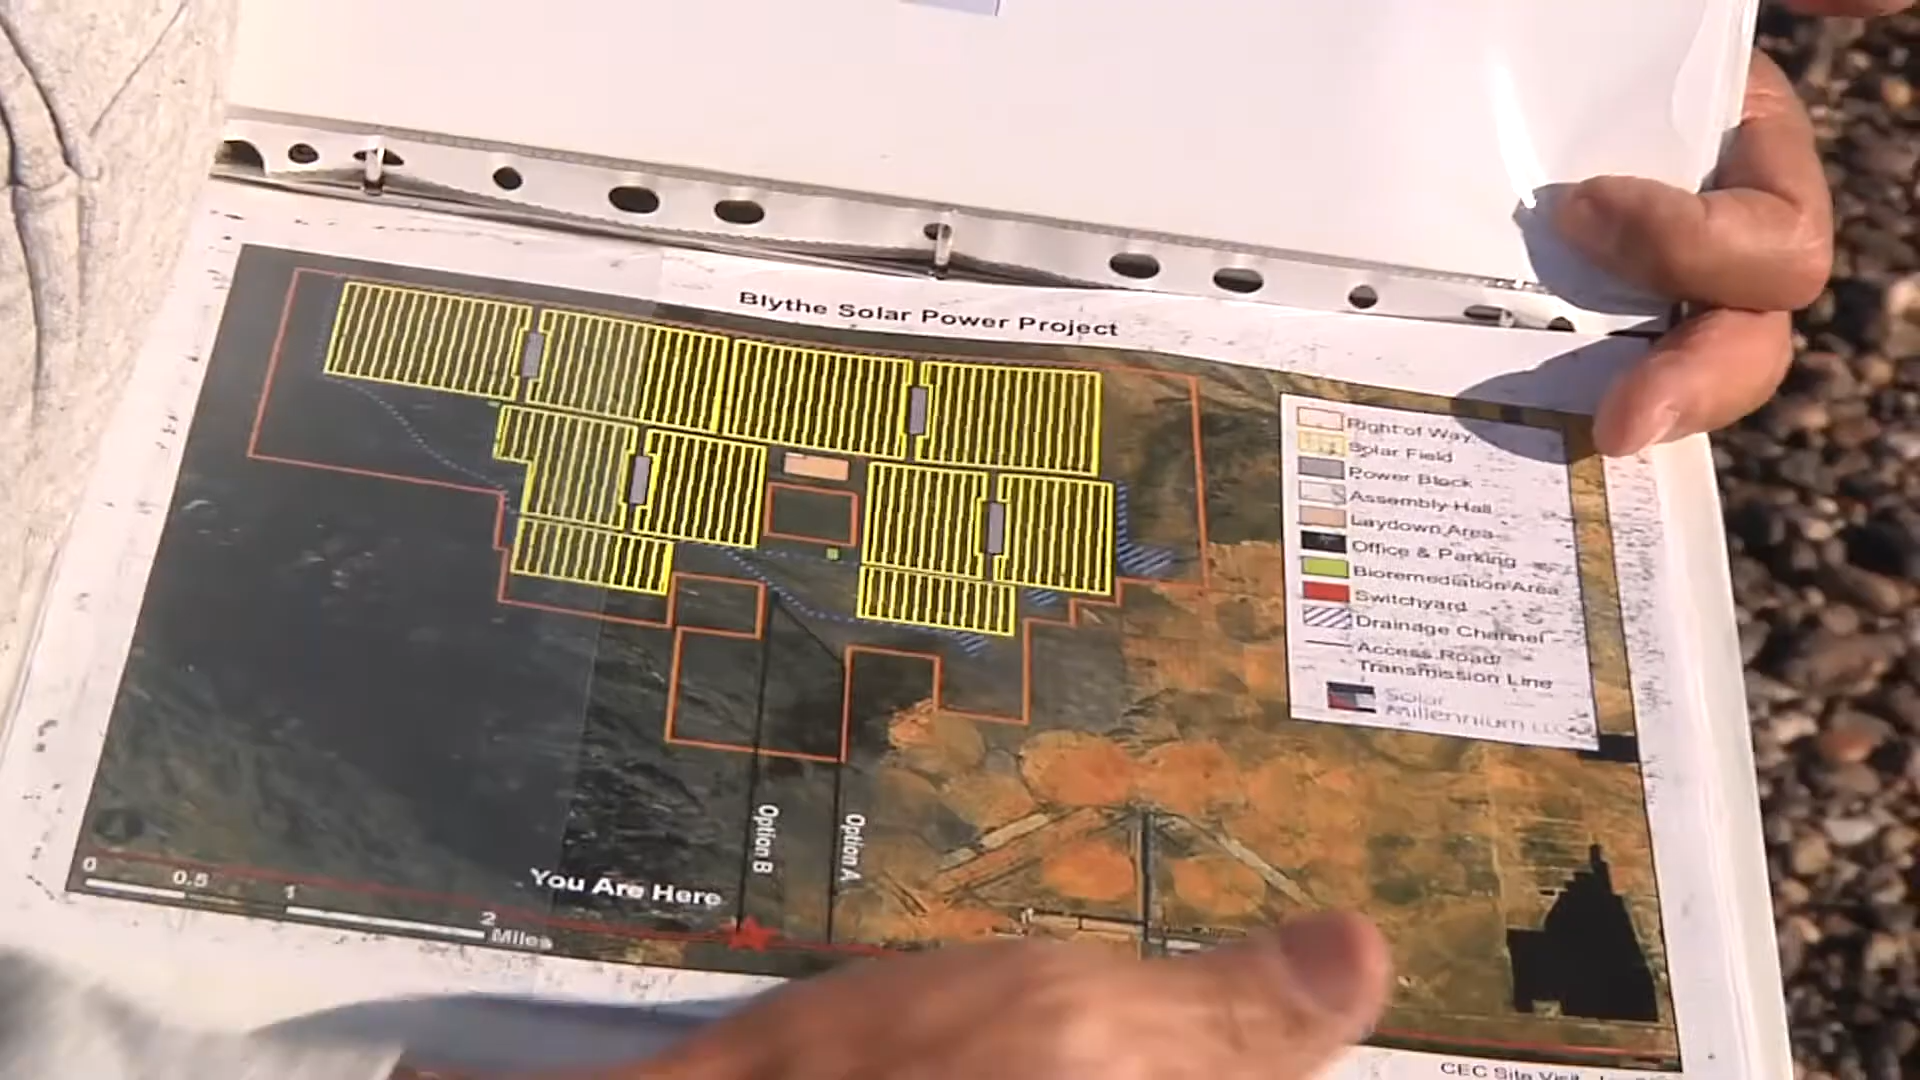 Blythe Solar Power Project
Right of Way
Solar Field
Power Block
Assembly Hall
Laydown Area
Office & Parking
Bioremediation Area
Switchyard
Drainage Channel
Access Road/
Transmission Line
Solar
Millennium LLC
Option B
Option A
You Are Here
0 0.5 1 2
Miles
CEC Site Visit